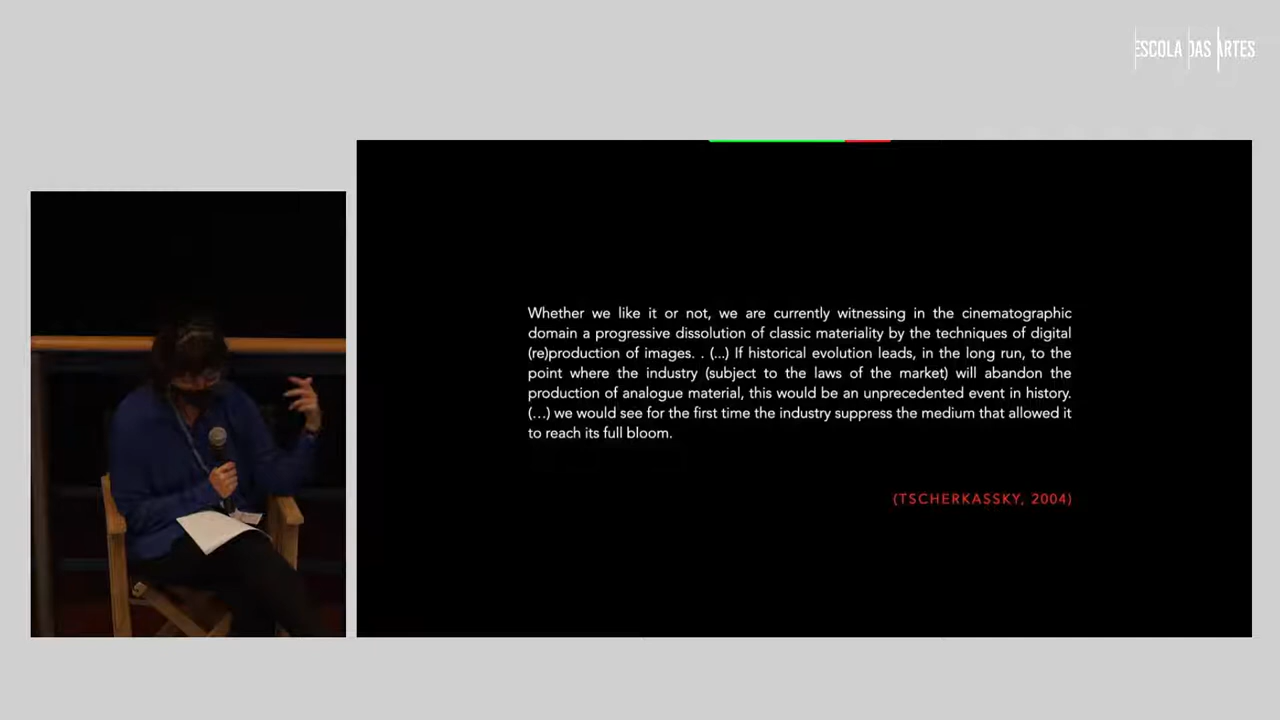 ESCOLA DAS ARTES
Whether we like it or not, we are currently witnessing in the cinematographic
domain a progressive dissolution of classic materiality by the techniques of digital
(re)production of images. . (...) If historical evolution leads, in the long run, to the
point where the industry (subject to the laws of the market) will abandon the
production of analogue material, this would be an unprecedented event in history.
(...) we would see for the first time the industry suppress the medium that allowed it
to reach its full bloom.
(TSCHERKASSKY, 2004)